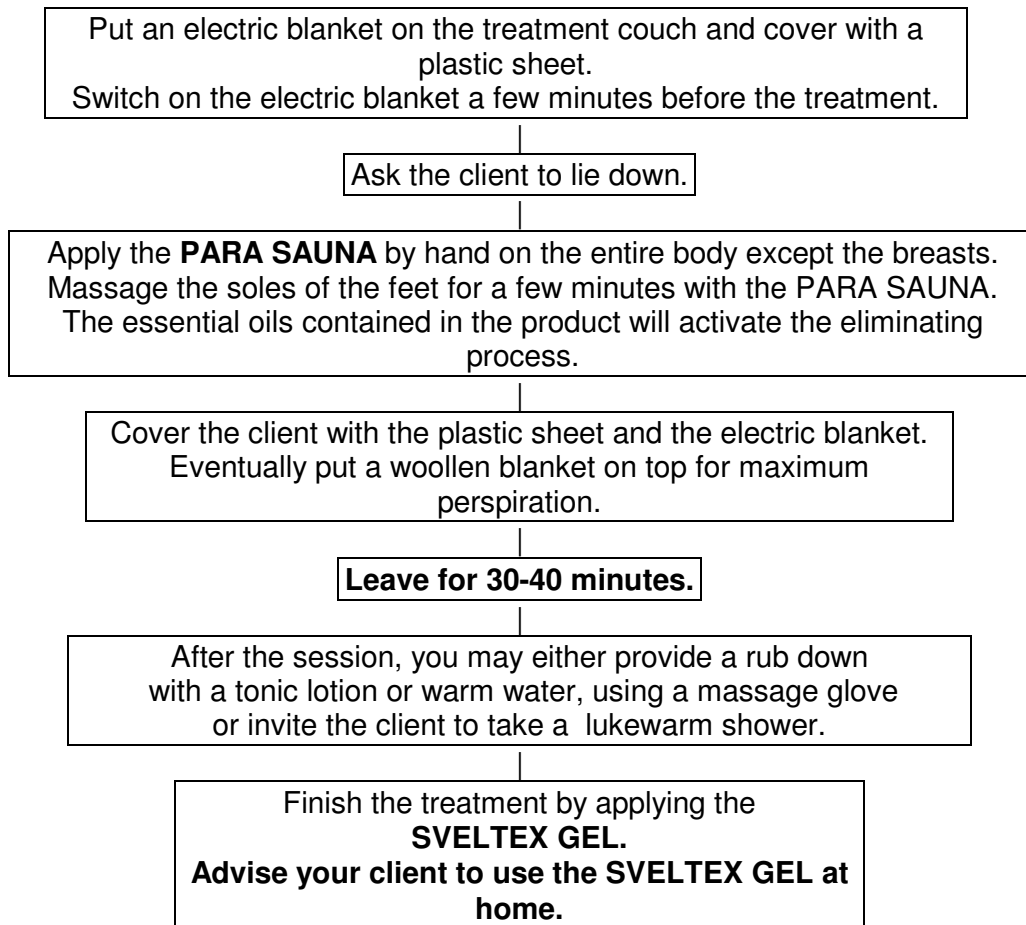 Put an electric blanket on the treatment couch and cover with a
plastic sheet.
Switch on the electric blanket a few minutes before the treatment.
Ask the client to lie down.
Apply the PARA SAUNA by hand on the entire body except the breasts.
Massage the soles of the feet for a few minutes with the PARA SAUNA.
The essential oils contained in the product will activate the eliminating
process.
Cover the client with the plastic sheet and the electric blanket.
Eventually put a woollen blanket on top for maximum
perspiration.
Leave for 30-40 minutes.
After the session, you may either provide a rub down
with a tonic lotion or warm water, using a massage glove
or invite the client to take a lukewarm shower.
Finish the treatment by applying the
SVELTEX GEL.
Advise your client to use the SVELTEX GEL at
home.